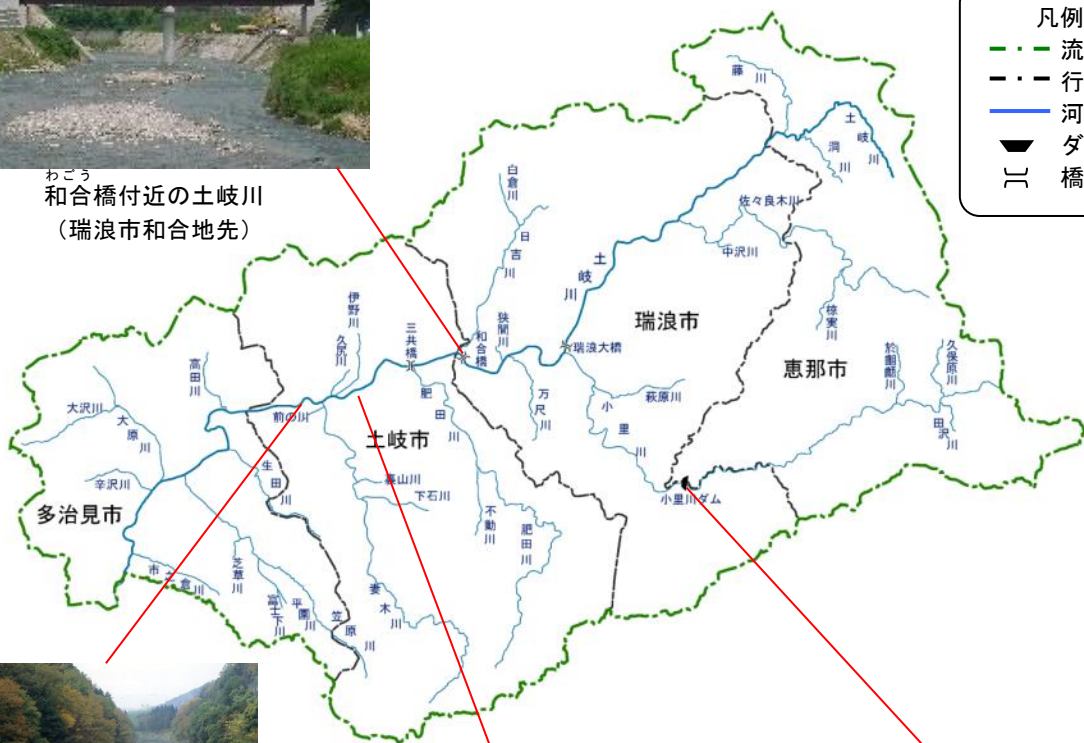 凡例
流
行
河
ダ
橋
わごう
和合橋付近の土岐川
（瑞浪市和合地先）
藤川
土岐川
洞川
白倉川
日吉川
佐々良木川
中沢川
土岐川
瑞浪市
椋実川
恵那市
久保原川
田沢川
伊野川
久尻川
三共橋
和合橋
狭間川
瑞浪大橋
万尺川
萩原川
小里川
小里川ダム
高田川
大沢川
大原川
前の川
肥田川
土岐市
生田川
裏山川
下石川
辛沢川
多治見市
不動川
肥田川
市之倉川
芝草川
富士下川
平園川
笠原川
妻木川